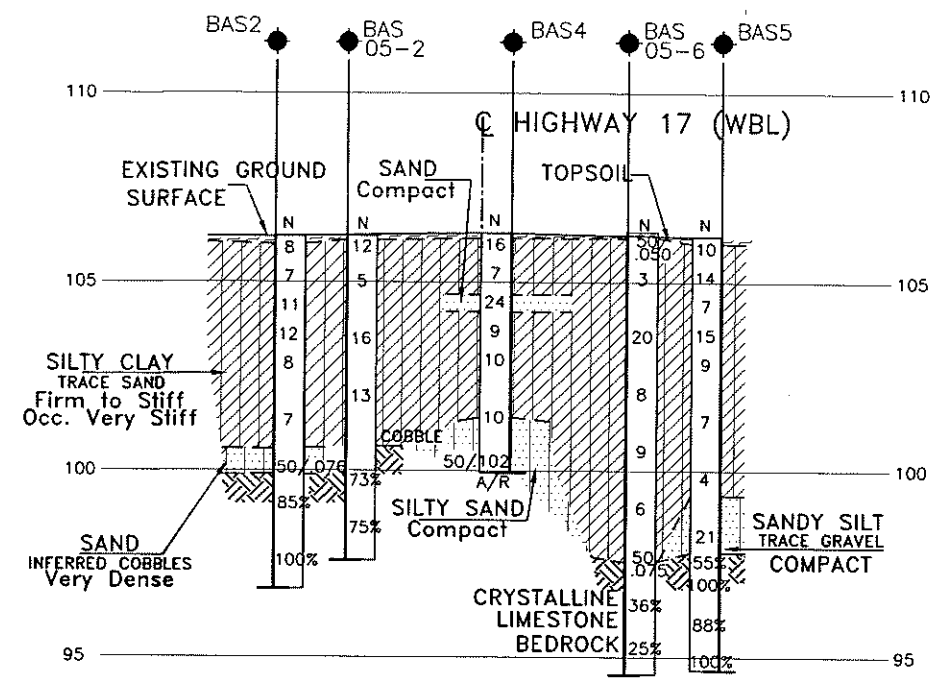 BAS2
BAS
05-2
BAS4
BAS
05-6
BAS5
110
110
℄ HIGHWAY 17 (WBL)
EXISTING GROUND
SURFACE
SAND
Compact
TOPSOIL
N
8
7
11
12
8
7
50/.076
85%
100%
N
12
5
16
13
73%
75%
N
16
7
24
9
10
10
50/.102
A/R
N
50
.050
3
20
8
9
6
50
.075
36%
25%
N
10
14
7
15
9
7
4
21
55%
100%
88%
100%
105
105
SILTY CLAY
TRACE SAND
Firm to Stiff
Occ. Very Stiff
COBBLE
100
100
SILTY SAND
Compact
SAND
INFERRED COBBLES
Very Dense
SANDY SILT
TRACE GRAVEL
COMPACT
CRYSTALLINE
LIMESTONE
BEDROCK
95
95